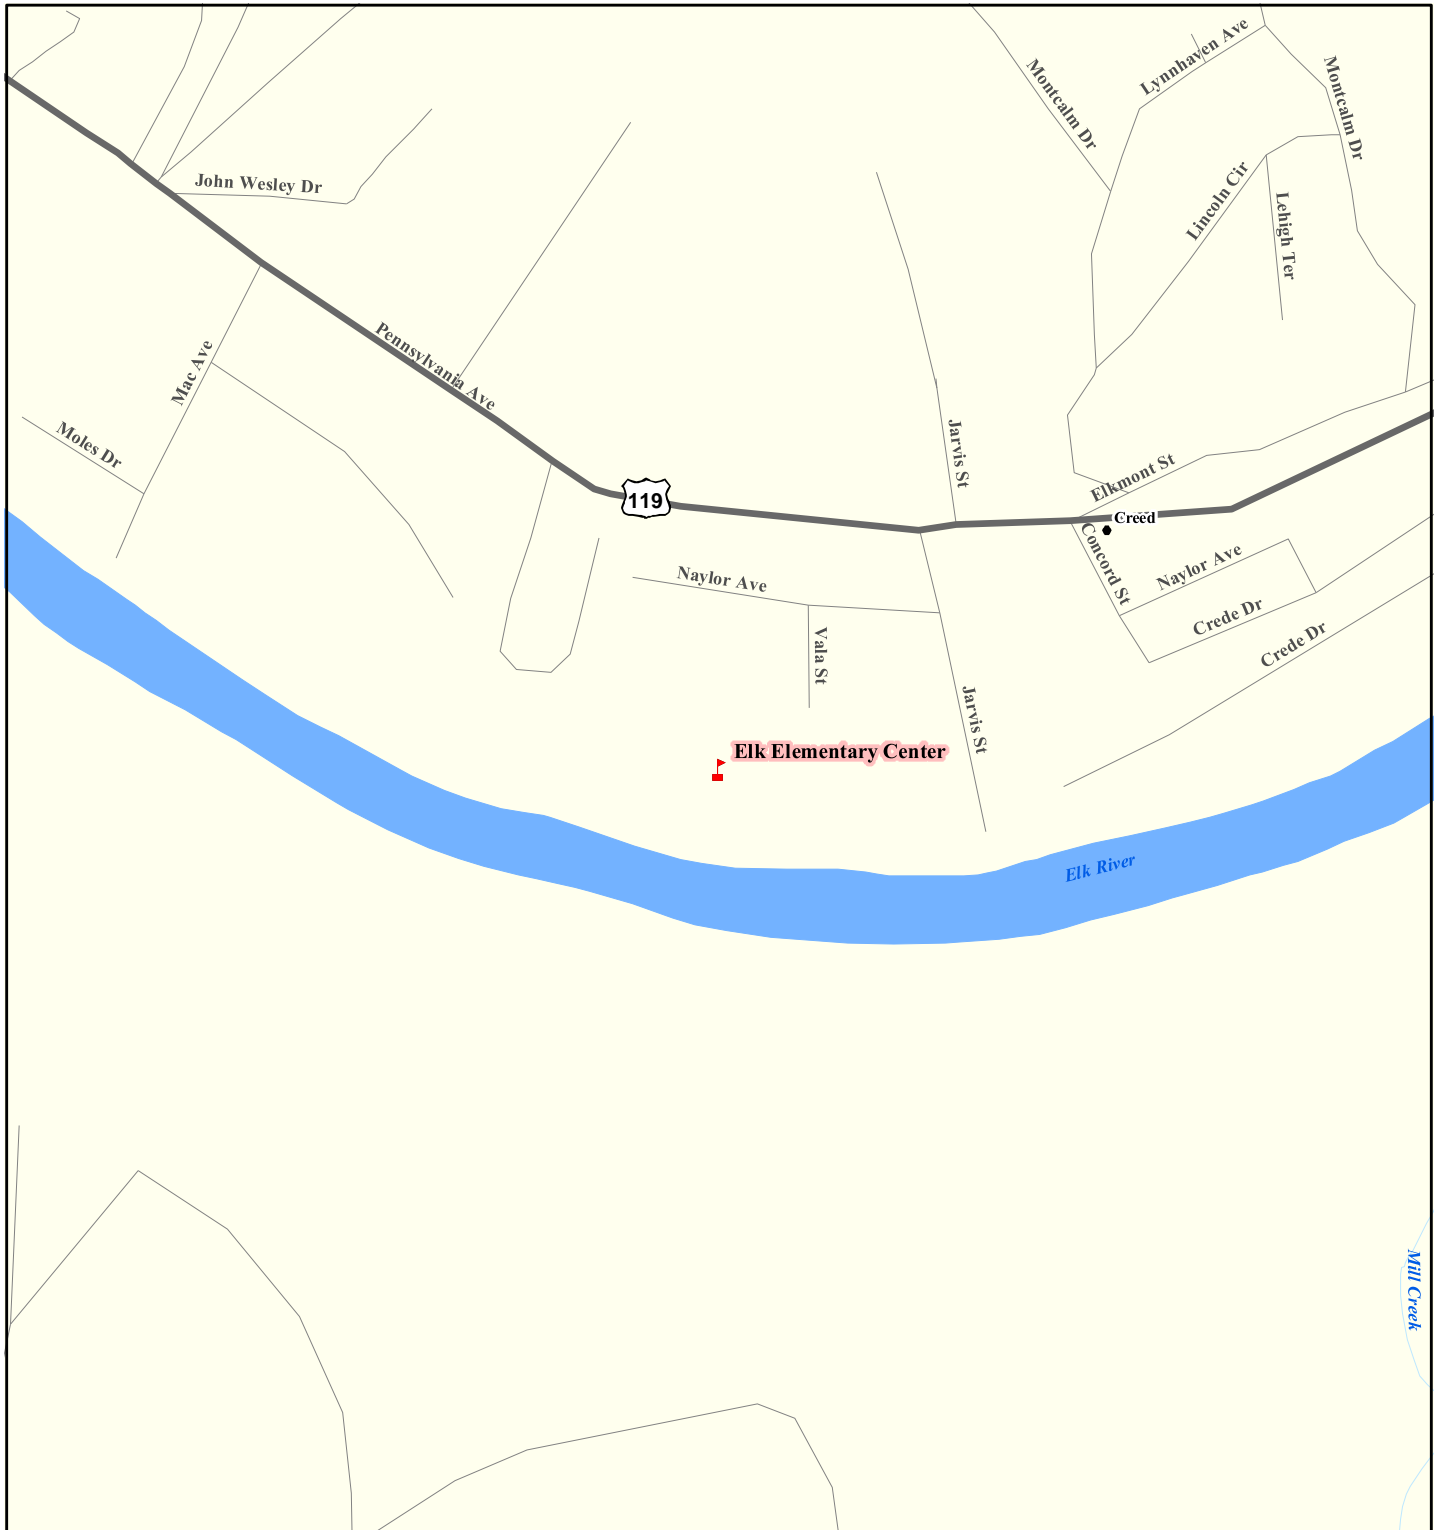 Lynnhaven Ave
Montcalm Dr
Montcalm Dr
John Wesley Dr
Lincoln Cir
Lehigh Ter
Pennsylvania Ave
Mac Ave
Moles Dr
Jarvis St
Elkmont St
119
Creed
Concord St
Naylor Ave
Naylor Ave
Crede Dr
Crede Dr
Vala St
Jarvis St
Elk Elementary Center
Elk River
Mill Creek